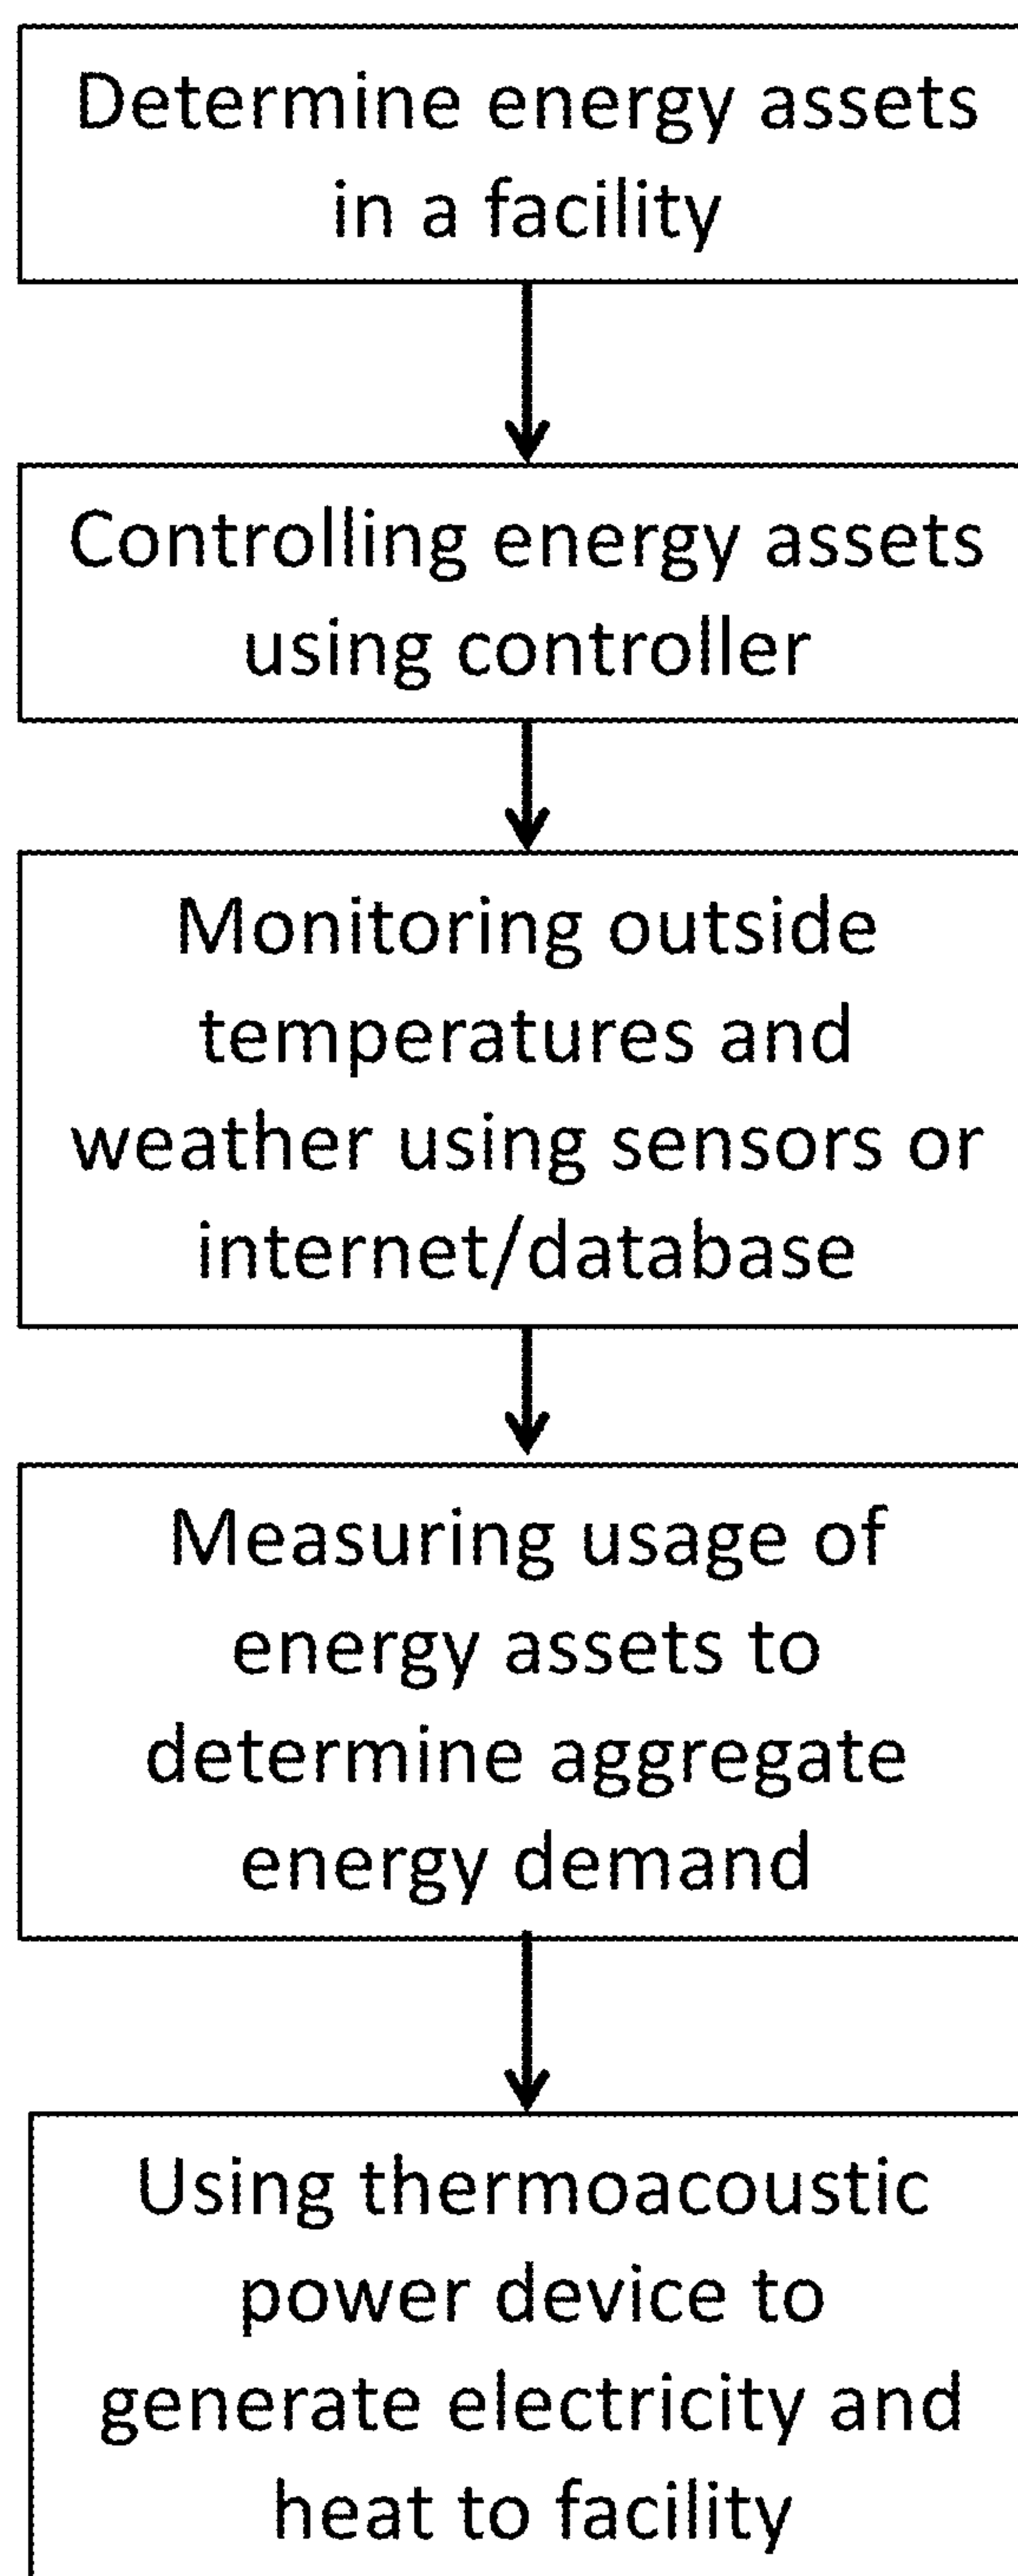 Determine energy assets
in a facility
Controlling energy assets
using controller
Monitoring outside
temperatures and
weather using sensors or
internet/database
Measuring usage of
energy assets to
determine aggregate
energy demand
Using thermoacoustic
power device to
generate electricity and
heat to facility